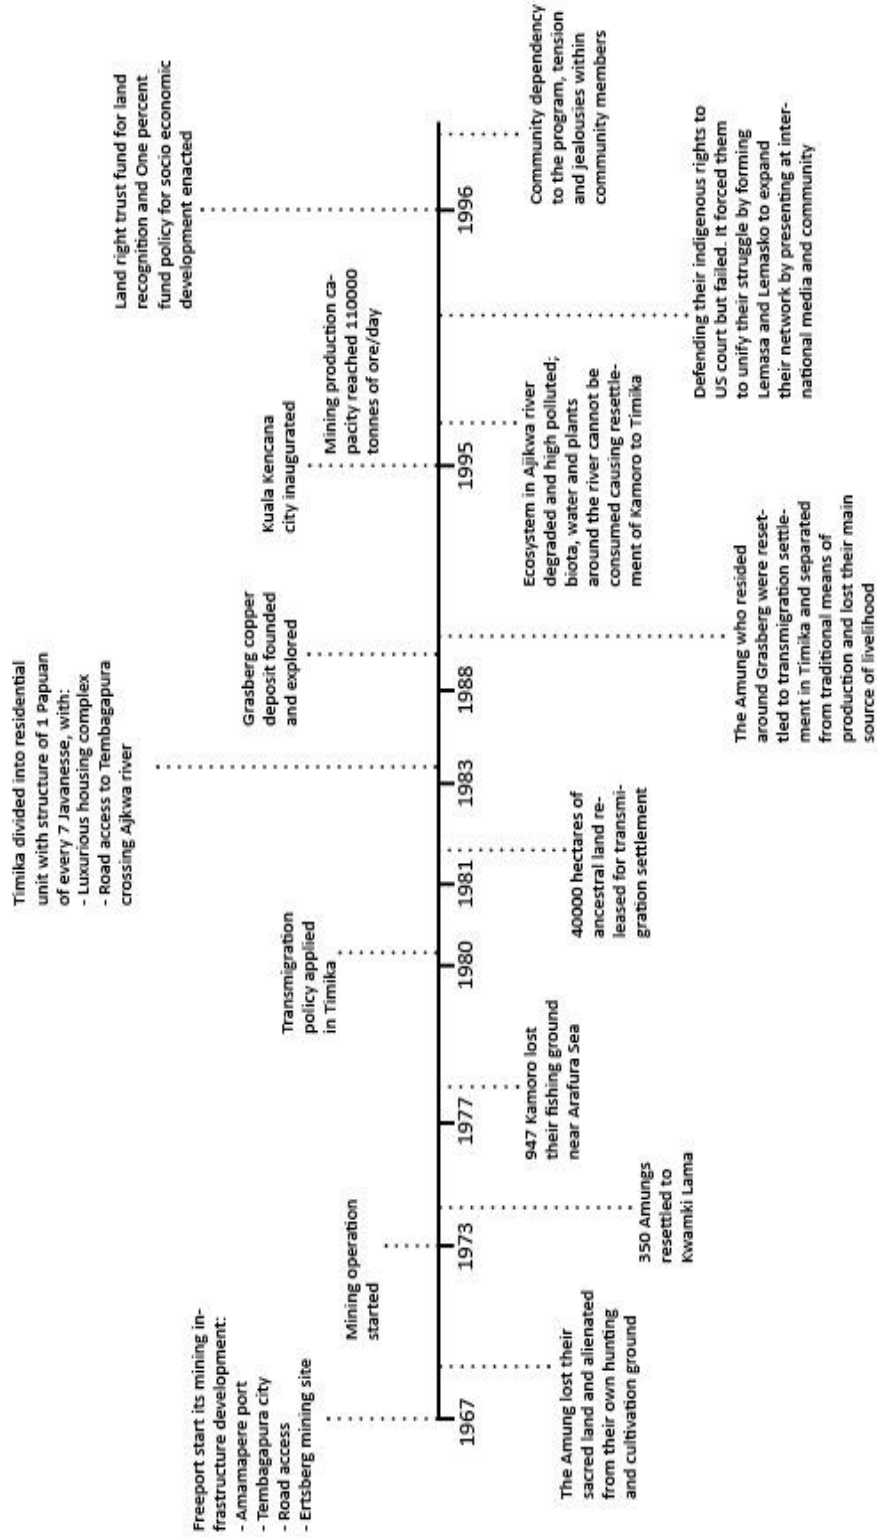 Freeport start its mining in-
frastructure development:
- Amamapere port
- Tembagapura city
- Road access
- Ertsberg mining site
Mining operation
started
Transmigration
policy applied
in Timika
Timika divided into residential
unit with structure of 1 Papuan
of every 7 Javanesse, with:
- Luxurious housing complex
- Road access to Tembagapura
crossing Ajkwa river
Grasberg copper
deposit founded
and explored
Kuala Kencana
city inaugurated
Mining production ca-
pacity reached 110000
tonnes of ore/day
Land right trust fund for land
recognition and One percent
fund policy for socio economic
development enacted
1967
1973
1977
1980
1981
1983
1988
1995
1996
The Amung lost their
sacred land and alienated
from their own hunting
and cultivation ground
350 Amungs
resettled to
Kwamki Lama
947 Kamoro lost
their fishing ground
near Arafura Sea
40000 hectares of
ancestral land re-
leased for transmi-
gration settlement
The Amung who resided
around Grasberg were reset-
tled to transmigration settle-
ment in Timika and separated
from traditional means of
production and lost their main
source of livelihood
Ecosystem in Ajikwa river
degraded and high polluted;
biota, water and plants
around the river cannot be
consumed causing resettle-
ment of Kamoro to Timika
Defending their indigenous rights to
US court but failed. It forced them
to unify their struggle by forming
Lemasa and Lemasko to expand
their network by presenting at inter-
national media and community
Community dependency
to the program, tension
and jealousies within
community members